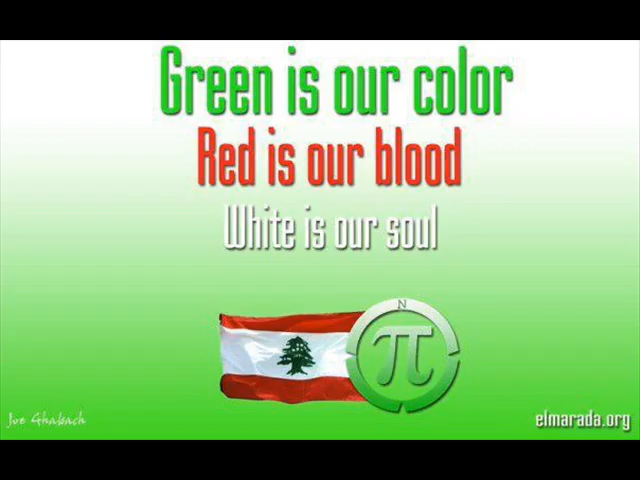 Green is our color
Red is our blood
White is our soul
N
π
Joe Ghabach
elmarada.org